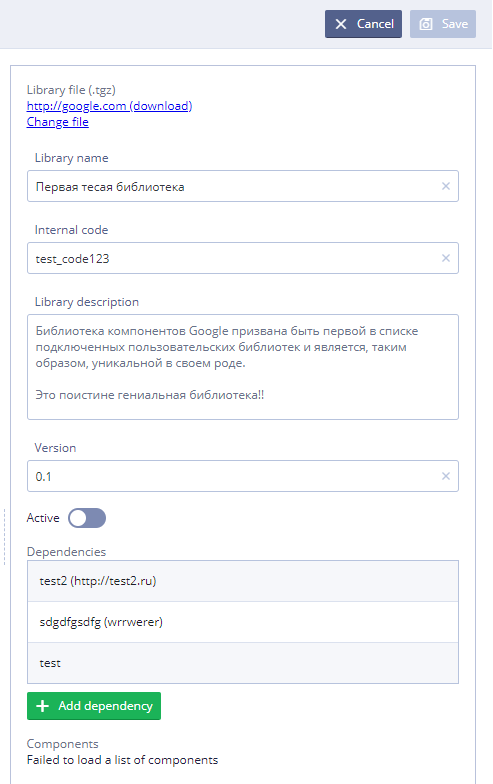 Cancel Save
Library file (.tgz)
http://google.com (download)
Change file
Library name
Первая тесая библиотека
Internal code
test_code123
Library description
Библиотека компонентов Google призвана быть первой в списке
подключенных пользовательских библиотек и является, таким
образом, уникальной в своем роде.
Это поистине гениальная библиотека!!
Version
0.1
Active
Dependencies
test2 (http://test2.ru)
sdgdfgsdfg (wrrwerer)
test
Add dependency
Components
Failed to load a list of components